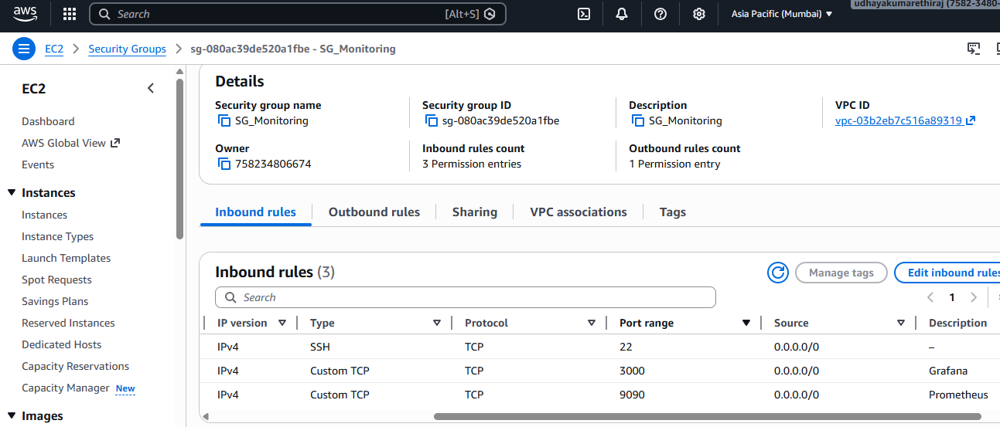 aws
Search [Alt+S] Asia Pacific (Mumbai) udhayakumarethiraj (7582-3480-
EC2 Security Groups sg-080ac39de520a1fbe - SG_Monitoring
EC2
Dashboard
AWS Global View
Events
Instances
Instances
Instance Types
Launch Templates
Spot Requests
Savings Plans
Reserved Instances
Dedicated Hosts
Capacity Reservations
Capacity Manager New
Images
Details
Security group name Security group ID Description VPC ID
SG_Monitoring sg-080ac39de520a1fbe SG_Monitoring vpc-03b2eb7c516a89319
Owner Inbound rules count Outbound rules count
758234806674 3 Permission entries 1 Permission entry
Inbound rules Outbound rules Sharing VPC associations Tags
Inbound rules (3) Manage tags Edit inbound rules
Search 1
IP version Type Protocol Port range Source Description
IPv4 SSH TCP 22 0.0.0.0/0 –
IPv4 Custom TCP TCP 3000 0.0.0.0/0 Grafana
IPv4 Custom TCP TCP 9090 0.0.0.0/0 Prometheus